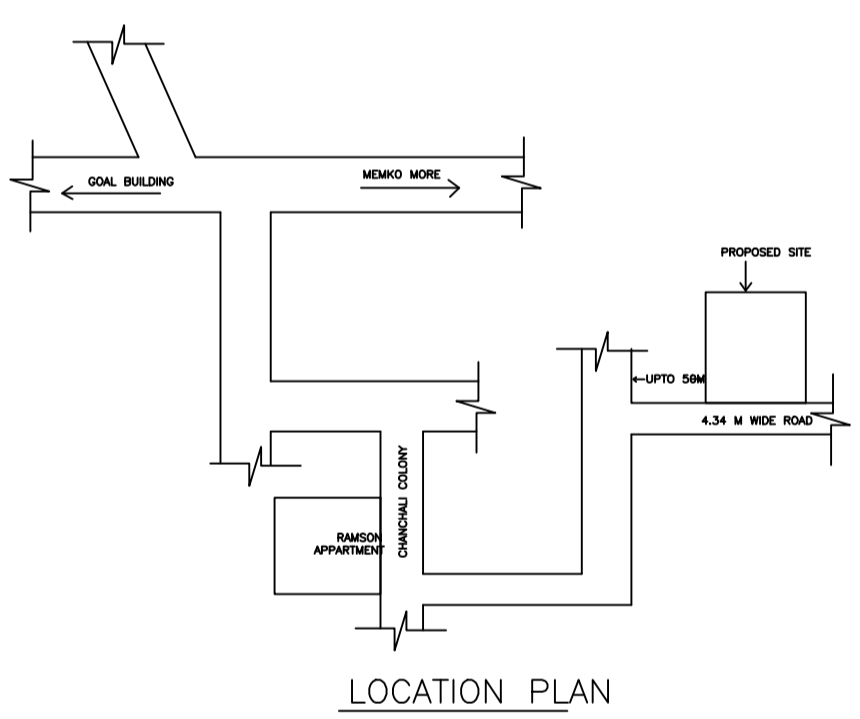 GOAL BUILDING
MEMKO MORE
PROPOSED SITE
UPTO 50M
4.34 M WIDE ROAD
CHANCHALI COLONY
RAMSON
APPARTMENT
LOCATION PLAN